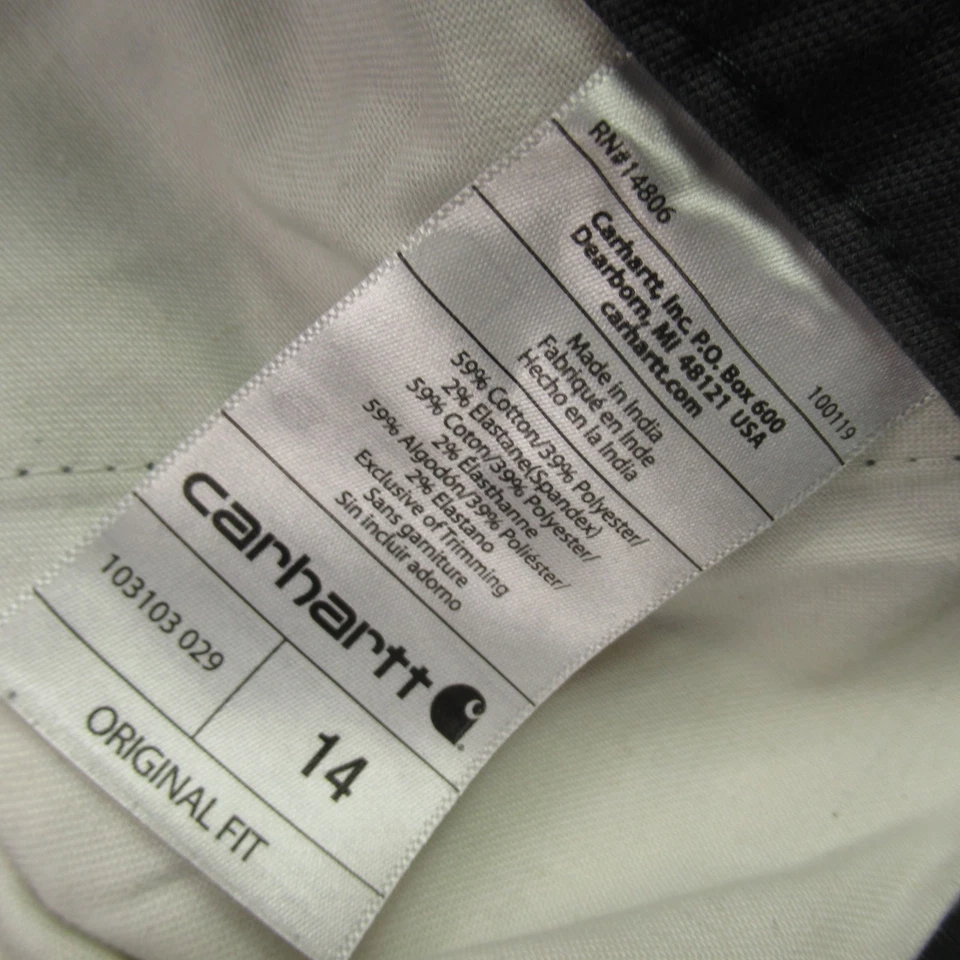 RN#14806
100119
Carhartt, Inc. P.O. Box 600
Dearborn, MI 48121 USA
carhartt.com
Made in India
Fabriqué en Inde
Hecho en la India
59% Cotton/39% Polyester/
2% Elastane(Spandex)
59% Coton/39% Polyester/
2% Elasthanne
59% Algodón/39% Poliéster/
2% Elastano
Exclusive of Trimming
Sans garniture
Sin incluir adorno
carhartt
103103 029
14
ORIGINAL FIT